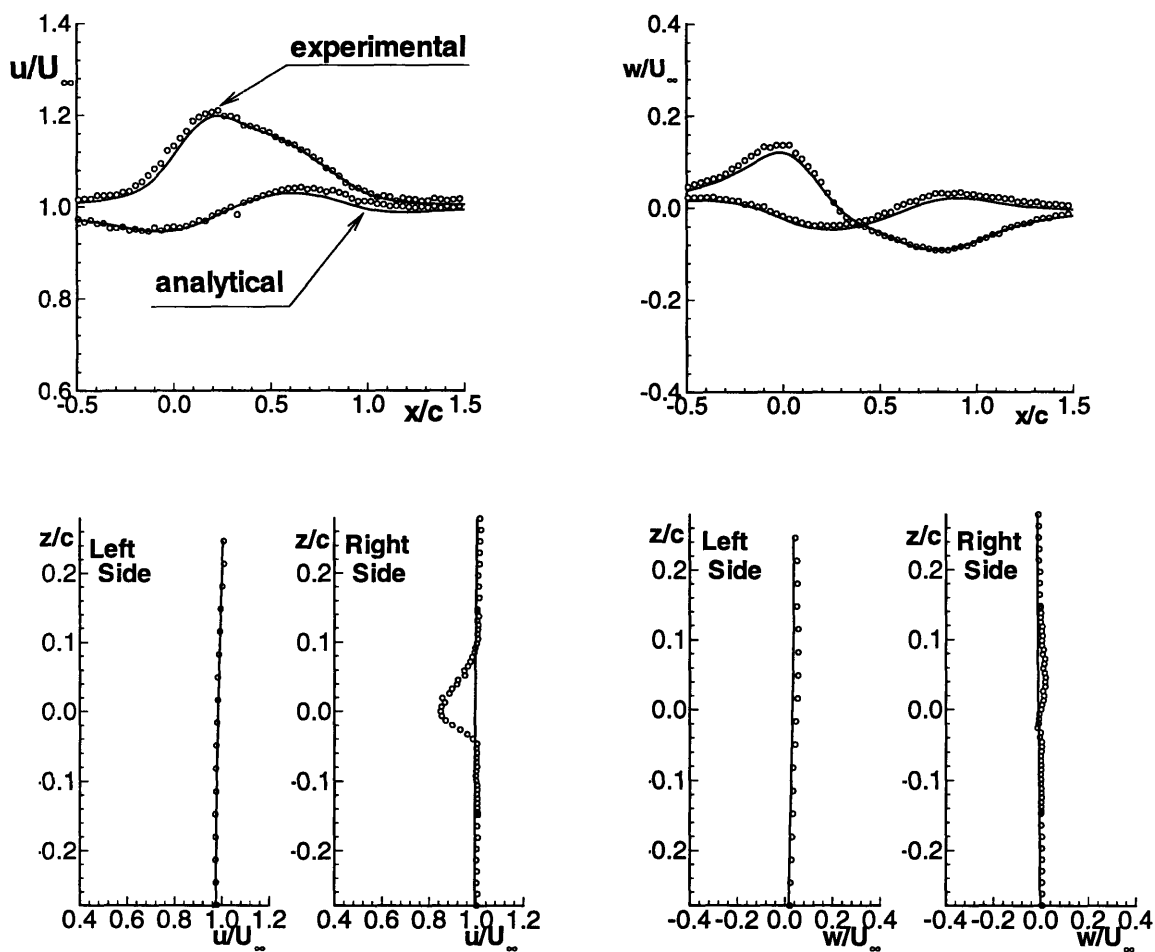 1.4
u/U∞
experimental
1.2
1.0
0.8
analytical
0.6
-0.5 0.0 0.5 1.0 1.5
x/c
0.4
w/U∞
0.2
0.0
-0.2
-0.4
-0.5 0.0 0.5 1.0 1.5
x/c
z/c Left
Side
0.2
0.1
0.0
-0.1
-0.2
0.4 0.6 0.8 1.0 1.2
u/U∞
z/c Right
Side
0.2
0.1
0.0
-0.1
-0.2
0.4 0.6 0.8 1.0 1.2
u/U∞
z/c Left
Side
0.2
0.1
0.0
-0.1
-0.2
-0.4 -0.2 0.0 0.2 0.4
w/U∞
z/c Right
Side
0.2
0.1
0.0
-0.1
-0.2
-0.4 -0.2 0.0 0.2 0.4
w/U∞